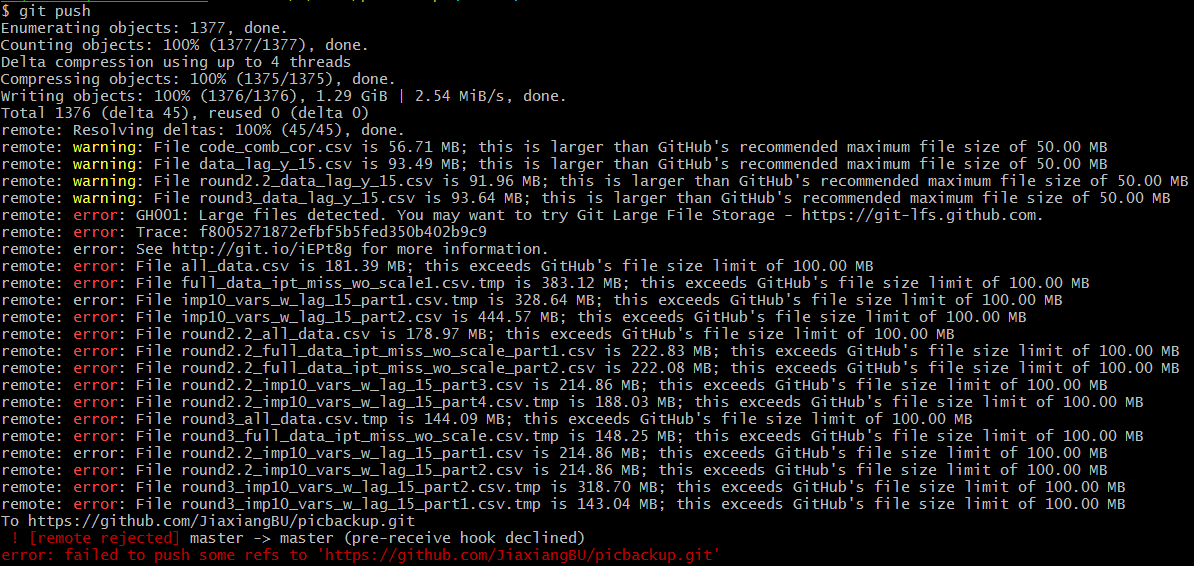 $ git push
Enumerating objects: 1377, done.
Counting objects: 100% (1377/1377), done.
Delta compression using up to 4 threads
Compressing objects: 100% (1375/1375), done.
Writing objects: 100% (1376/1376), 1.29 GiB | 2.54 MiB/s, done.
Total 1376 (delta 45), reused 0 (delta 0)
remote: Resolving deltas: 100% (45/45), done.
remote: warning: File code_comb_cor.csv is 56.71 MB; this is larger than GitHub's recommended maximum file size of 50.00 MB
remote: warning: File data_lag_y_15.csv is 93.49 MB; this is larger than GitHub's recommended maximum file size of 50.00 MB
remote: warning: File round2.2_data_lag_y_15.csv is 91.96 MB; this is larger than GitHub's recommended maximum file size of 50.00 MB
remote: warning: File round3_data_lag_y_15.csv is 93.64 MB; this is larger than GitHub's recommended maximum file size of 50.00 MB
remote: error: GH001: Large files detected. You may want to try Git Large File Storage - https://git-lfs.github.com.
remote: error: Trace: f8005271872efbf5b5fed350b402b9c9
remote: error: See http://git.io/iEPt8g for more information.
remote: error: File all_data.csv is 181.39 MB; this exceeds GitHub's file size limit of 100.00 MB
remote: error: File full_data_ipt_miss_wo_scale1.csv.tmp is 383.12 MB; this exceeds GitHub's file size limit of 100.00 MB
remote: error: File imp10_vars_w_lag_15_part1.csv.tmp is 328.64 MB; this exceeds GitHub's file size limit of 100.00 MB
remote: error: File imp10_vars_w_lag_15_part2.csv is 444.57 MB; this exceeds GitHub's file size limit of 100.00 MB
remote: error: File round2.2_all_data.csv is 178.97 MB; this exceeds GitHub's file size limit of 100.00 MB
remote: error: File round2.2_full_data_ipt_miss_wo_scale_part1.csv is 222.83 MB; this exceeds GitHub's file size limit of 100.00 MB
remote: error: File round2.2_full_data_ipt_miss_wo_scale_part2.csv is 222.08 MB; this exceeds GitHub's file size limit of 100.00 MB
remote: error: File round2.2_imp10_vars_w_lag_15_part3.csv is 214.86 MB; this exceeds GitHub's file size limit of 100.00 MB
remote: error: File round2.2_imp10_vars_w_lag_15_part4.csv is 188.03 MB; this exceeds GitHub's file size limit of 100.00 MB
remote: error: File round3_all_data.csv.tmp is 144.09 MB; this exceeds GitHub's file size limit of 100.00 MB
remote: error: File round3_full_data_ipt_miss_wo_scale.csv.tmp is 148.25 MB; this exceeds GitHub's file size limit of 100.00 MB
remote: error: File round2.2_imp10_vars_w_lag_15_part1.csv is 214.86 MB; this exceeds GitHub's file size limit of 100.00 MB
remote: error: File round2.2_imp10_vars_w_lag_15_part2.csv is 214.86 MB; this exceeds GitHub's file size limit of 100.00 MB
remote: error: File round3_imp10_vars_w_lag_15_part2.csv.tmp is 318.70 MB; this exceeds GitHub's file size limit of 100.00 MB
remote: error: File round3_imp10_vars_w_lag_15_part1.csv is 143.04 MB; this exceeds GitHub's file size limit of 100.00 MB
To https://github.com/JiaxiangBU/picbackup.git
! [remote rejected] master -> master (pre-receive hook declined)
error: failed to push some refs to 'https://github.com/JiaxiangBU/picbackup.git'